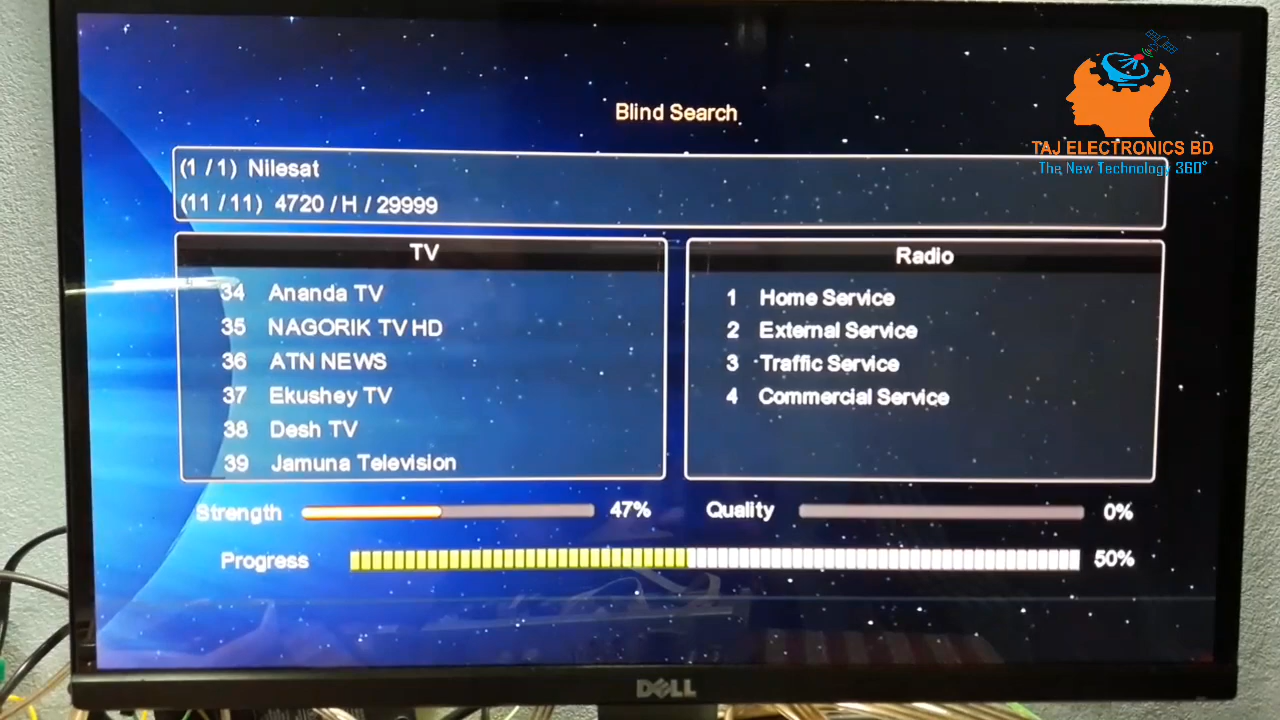 Blind Search
TAJ ELECTRONICS BD
The New Technology 360°
(1 / 1) Nilesat
(11 / 11) 4720 / H / 29999
TV
34 Ananda TV
35 NAGORIK TV HD
36 ATN NEWS
37 Ekushey TV
38 Desh TV
39 Jamuna Television
Radio
1 Home Service
2 External Service
3 Traffic Service
4 Commercial Service
Strength 47%
Quality 0%
Progress 50%
DELL